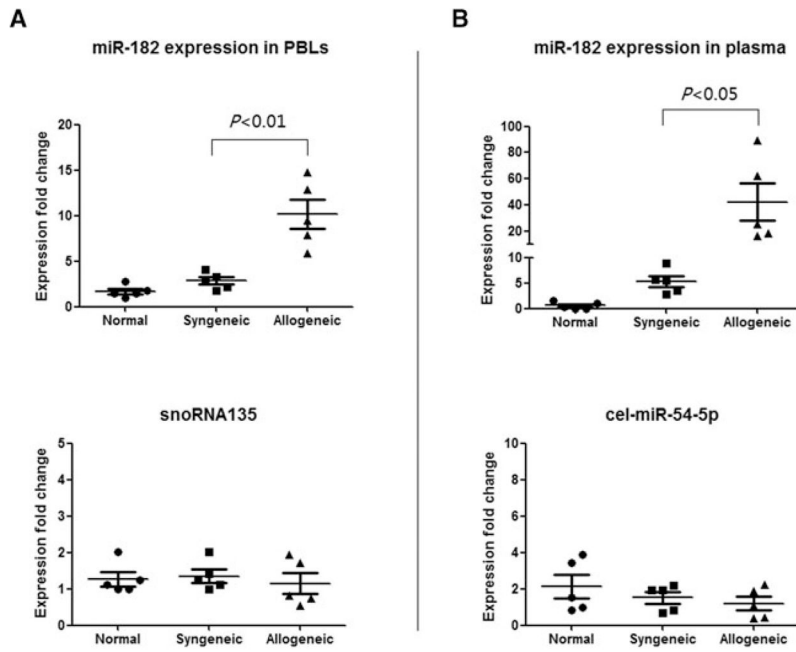 A
miR-182 expression in PBLs
P<0.01
Expression fold change
20
15
10
5
0
Normal Syngeneic Allogeneic
snoRNA135
Expression fold change
5
4
3
2
1
0
Normal Syngeneic Allogeneic
B
miR-182 expression in plasma
P<0.05
Expression fold change
100
80
60
40
20
10
5
0
Normal Syngeneic Allogeneic
cel-miR-54-5p
Expression fold change
10
8
6
4
2
0
Normal Syngeneic Allogeneic